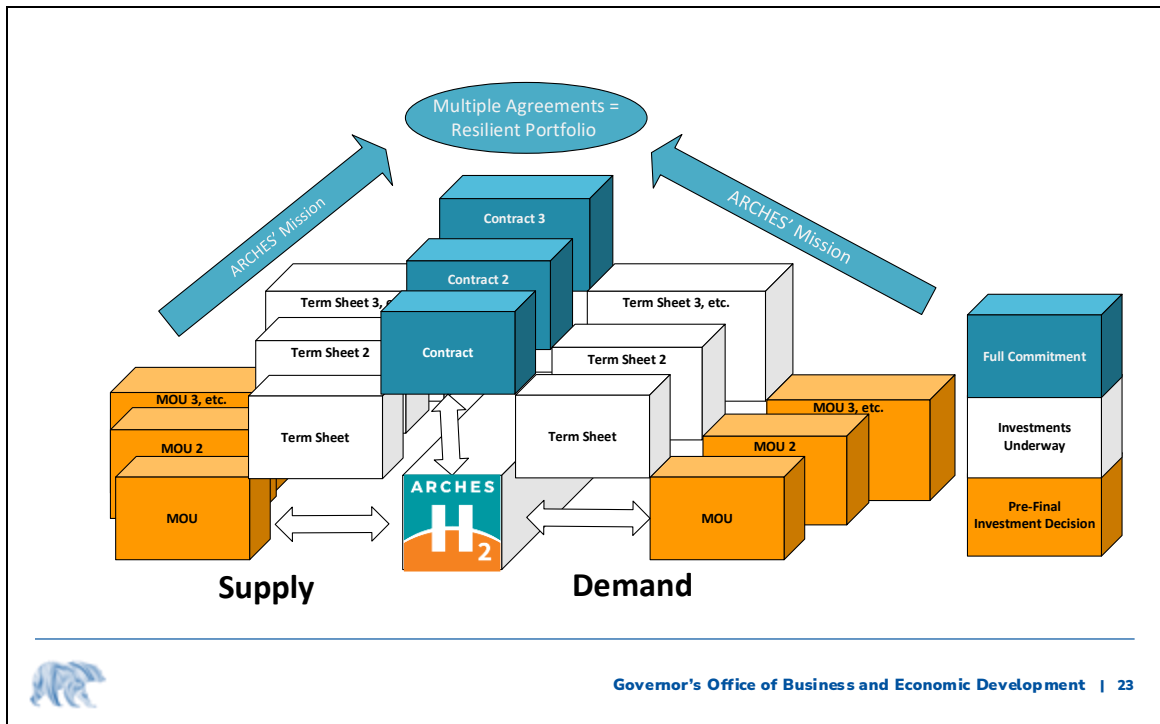 Multiple Agreements =
Resilient Portfolio
ARCHES' Mission
ARCHES' Mission
Contract 3
Contract 2
Term Sheet 3, e
Term Sheet 3, etc.
Contract
Term Sheet 2
Term Sheet 2
Full Commitment
MOU 3, etc.
MOU 3, etc.
Term Sheet
Term Sheet
Investments
Underway
MOU 2
MOU 2
ARCHES
H2
MOU
MOU
Pre-Final
Investment Decision
Supply
Demand
Governor's Office of Business and Economic Development | 23